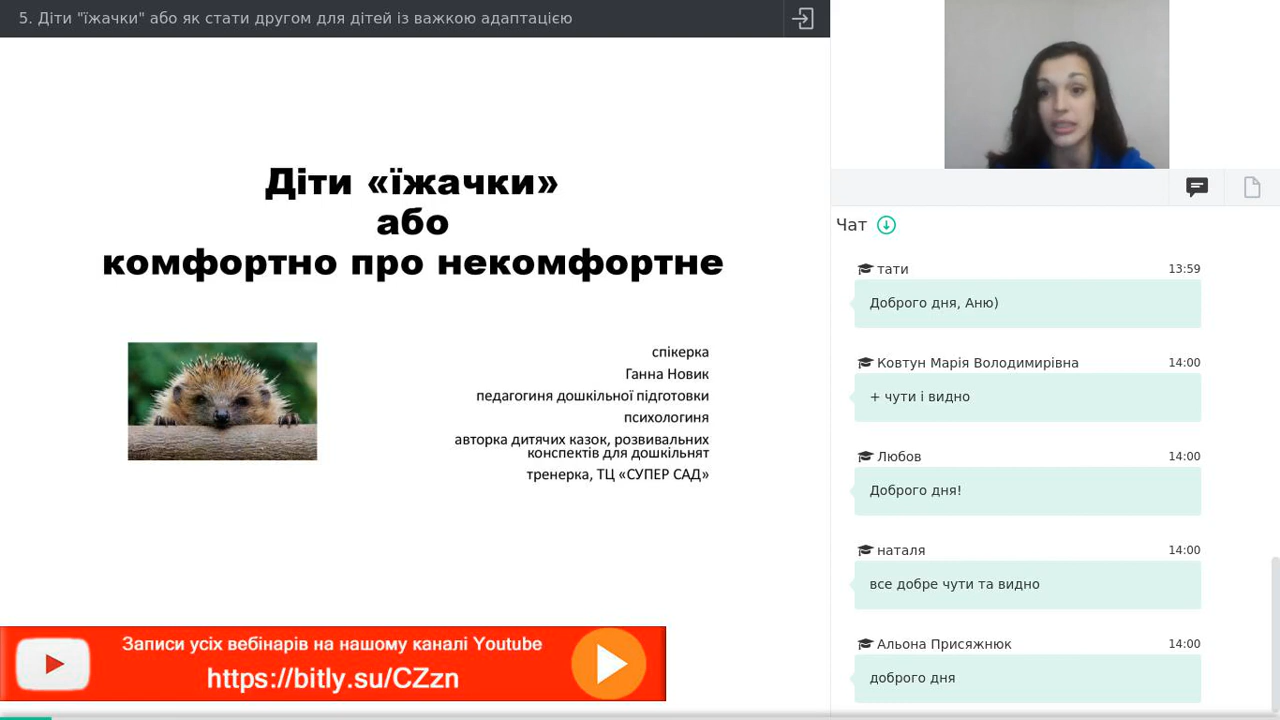 5. Діти "їжачки" або як стати другом для дітей із важкою адаптацією
Діти «їжачки»
або
комфортно про некомфортне
спікерка
Ганна Новик
педагогиня дошкільної підготовки
психологиня
авторка дитячих казок, розвивальних
конспектів для дошкільнят
тренерка, ТЦ «СУПЕР САД»
Записи усіх вебінарів на нашому каналі Youtube
https://bitly.su/CZzn
Чат
тати 13:59
Доброго дня, Аню)
Ковтун Марія Володимирівна 14:00
+ чути і видно
Любов 14:00
Доброго дня!
наталя 14:00
все добре чути та видно
Альона Присяжнюк 14:00
доброго дня